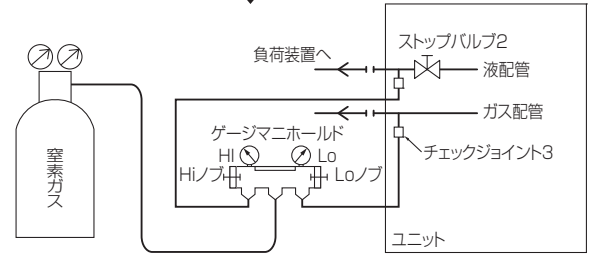 負荷装置へ
ストップバルブ2
液配管
ガス配管
ゲージマニホールド
HI
Lo
Hiノブ
Loノブ
チェックジョイント3
窒素ガス
ユニット